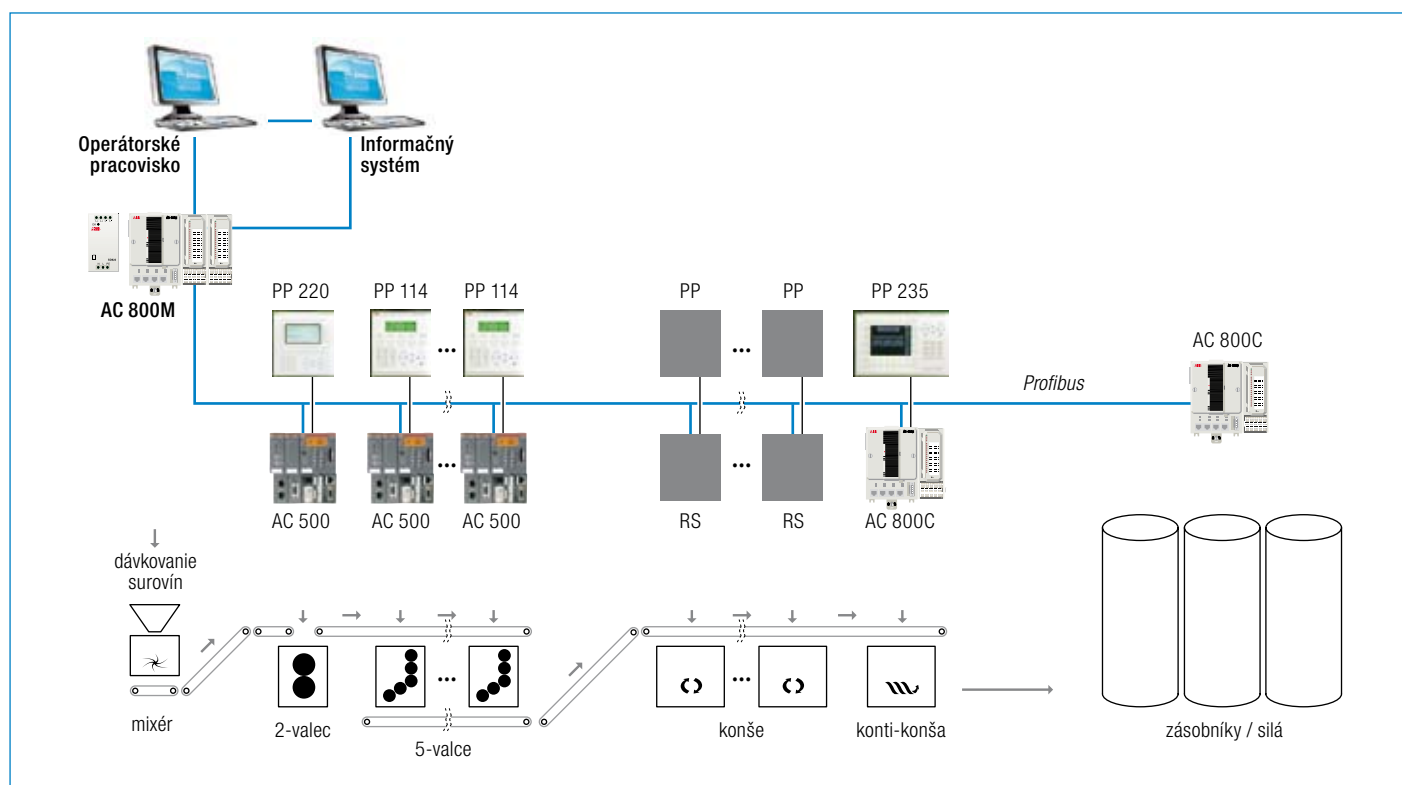 Operátorské
pracovisko
Informačný
systém
AC 800M
PP 220
PP 114
PP 114
...
PP
PP
...
PP 235
AC 800C
Profibus
...
...
AC 500
AC 500
AC 500
RS
RS
AC 800C
dávkovanie
surovín
...
...
mixér
2-valec
5-valce
konše
konti-konša
zásobníky / silá